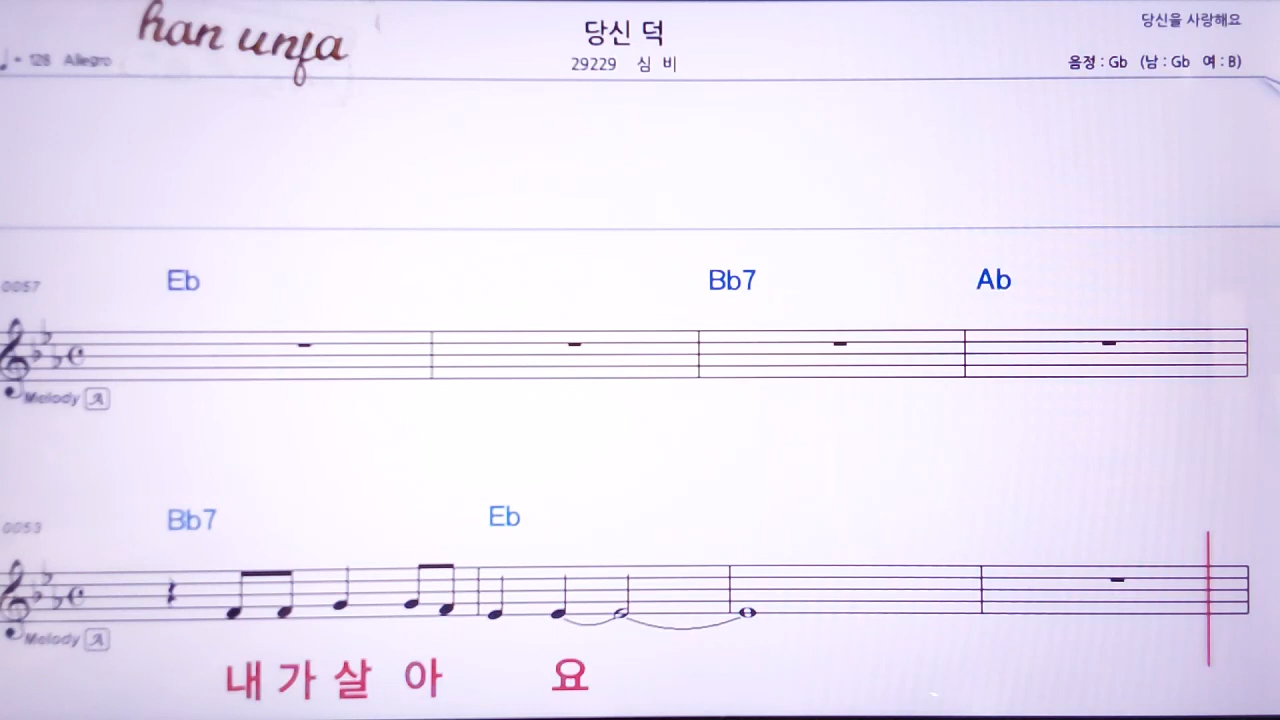 han unja
당신 덕
당신을 사랑해요
♩= 128 Allegro
29229 심 비
음정 : Gb (남 : Gb 여 : B)
Eb Bb7 Ab
0057
Melody A
Bb7 Eb
0053
Melody A
내 가 살 아 요